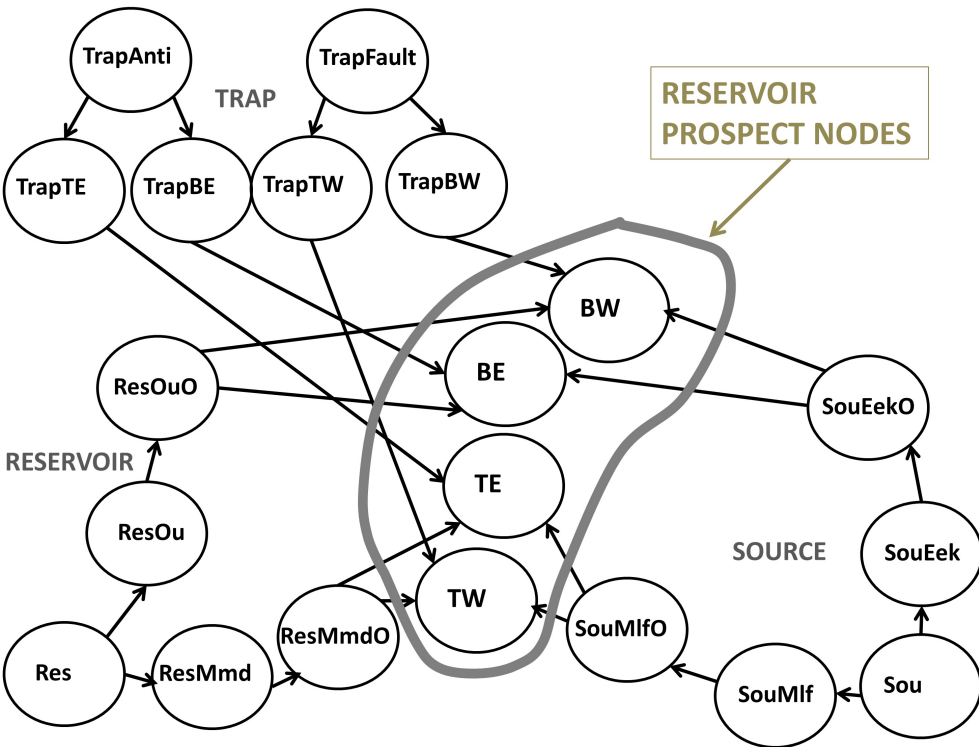 TrapAnti
TrapFault
TRAP
RESERVOIR
PROSPECT NODES
TrapTE
TrapBE
TrapTW
TrapBW
BW
BE
ResOuO
SouEekO
RESERVOIR
TE
ResOu
SOURCE
SouEek
TW
ResMmdO
SouMlfO
Res
ResMmd
SouMlf
Sou